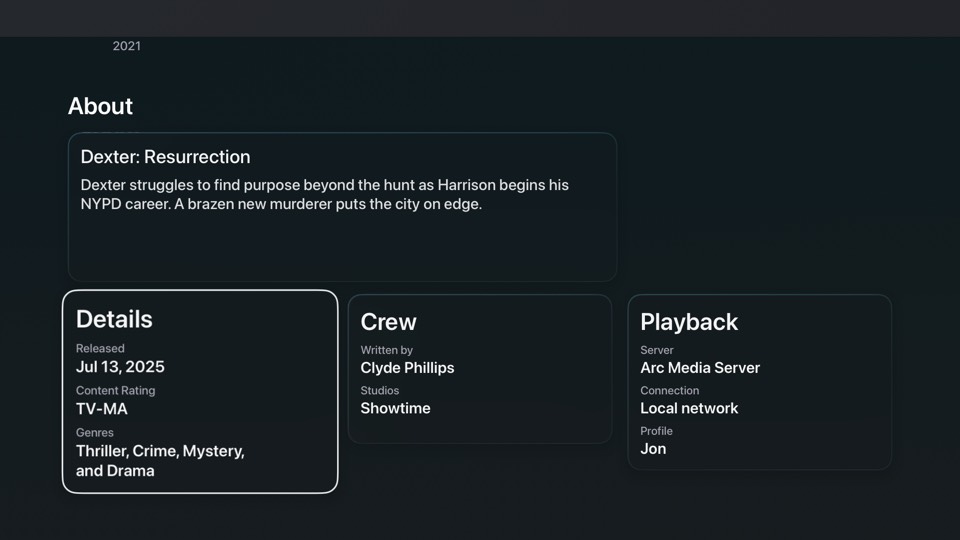 2021
About
Dexter: Resurrection
Dexter struggles to find purpose beyond the hunt as Harrison begins his
NYPD career. A brazen new murderer puts the city on edge.
Details
Released
Jul 13, 2025
Content Rating
TV-MA
Genres
Thriller, Crime, Mystery,
and Drama
Crew
Written by
Clyde Phillips
Studios
Showtime
Playback
Server
Arc Media Server
Connection
Local network
Profile
Jon